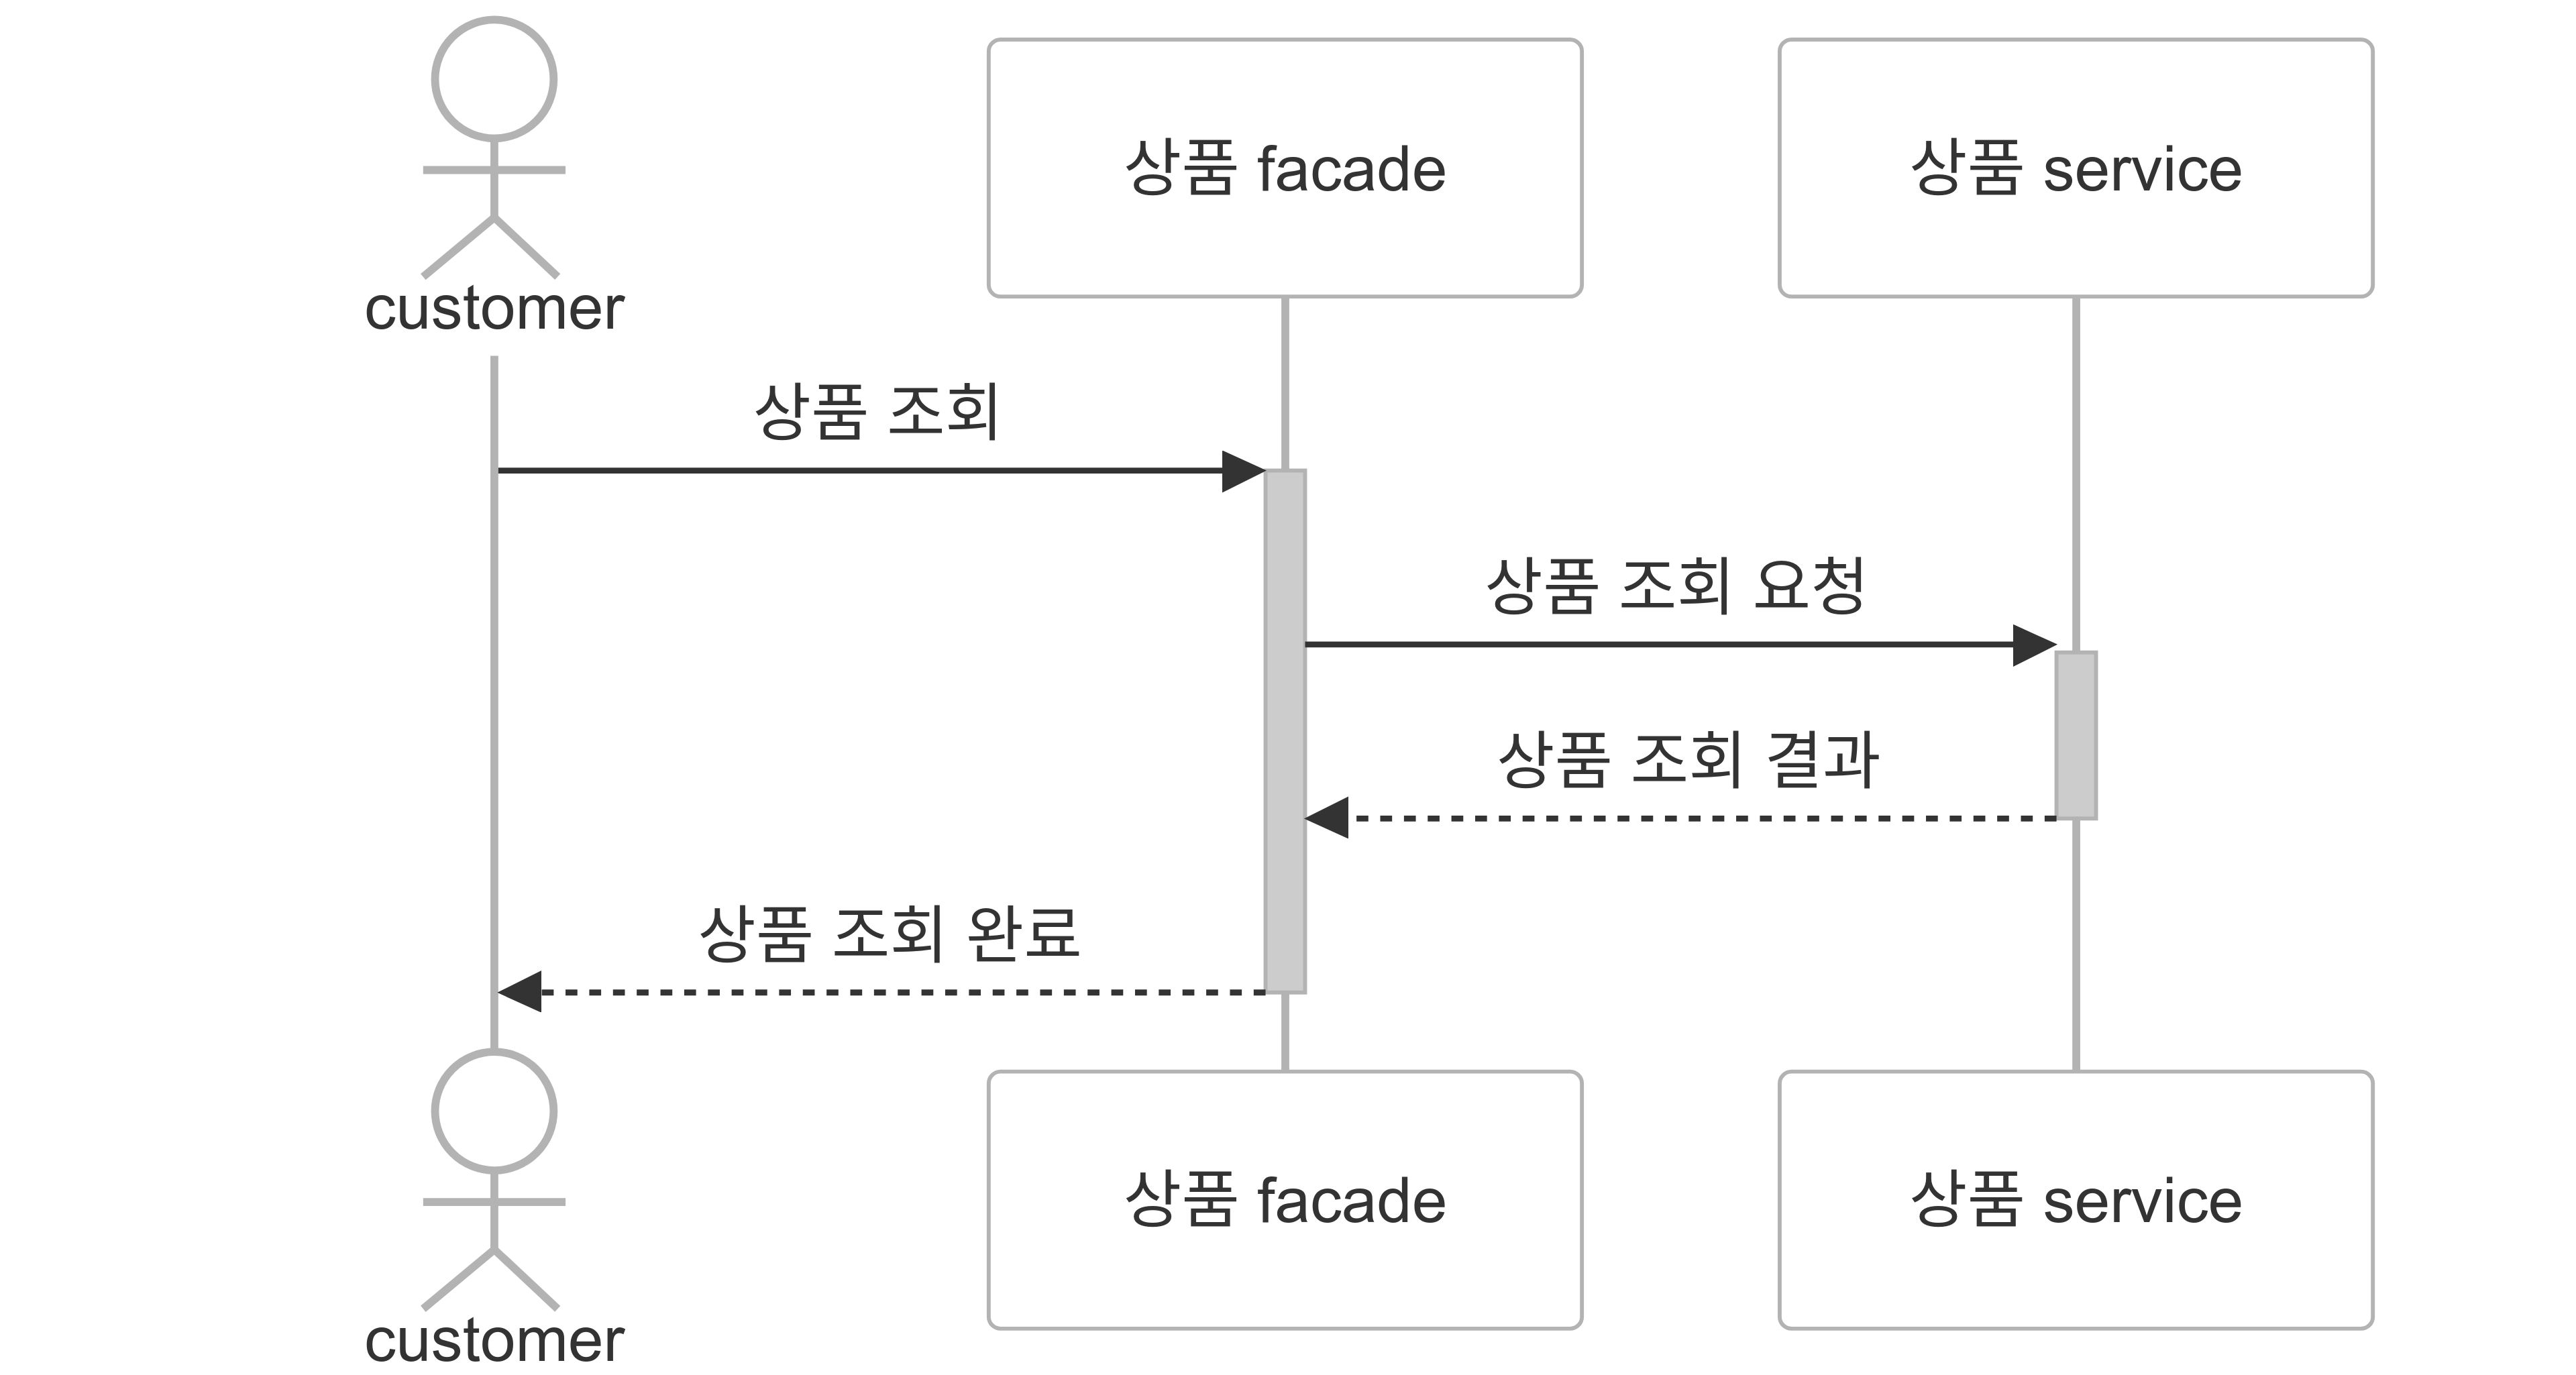 상품 facade
상품 service
customer
상품 조회
상품 조회 요청
상품 조회 결과
상품 조회 완료
상품 facade
상품 service
customer